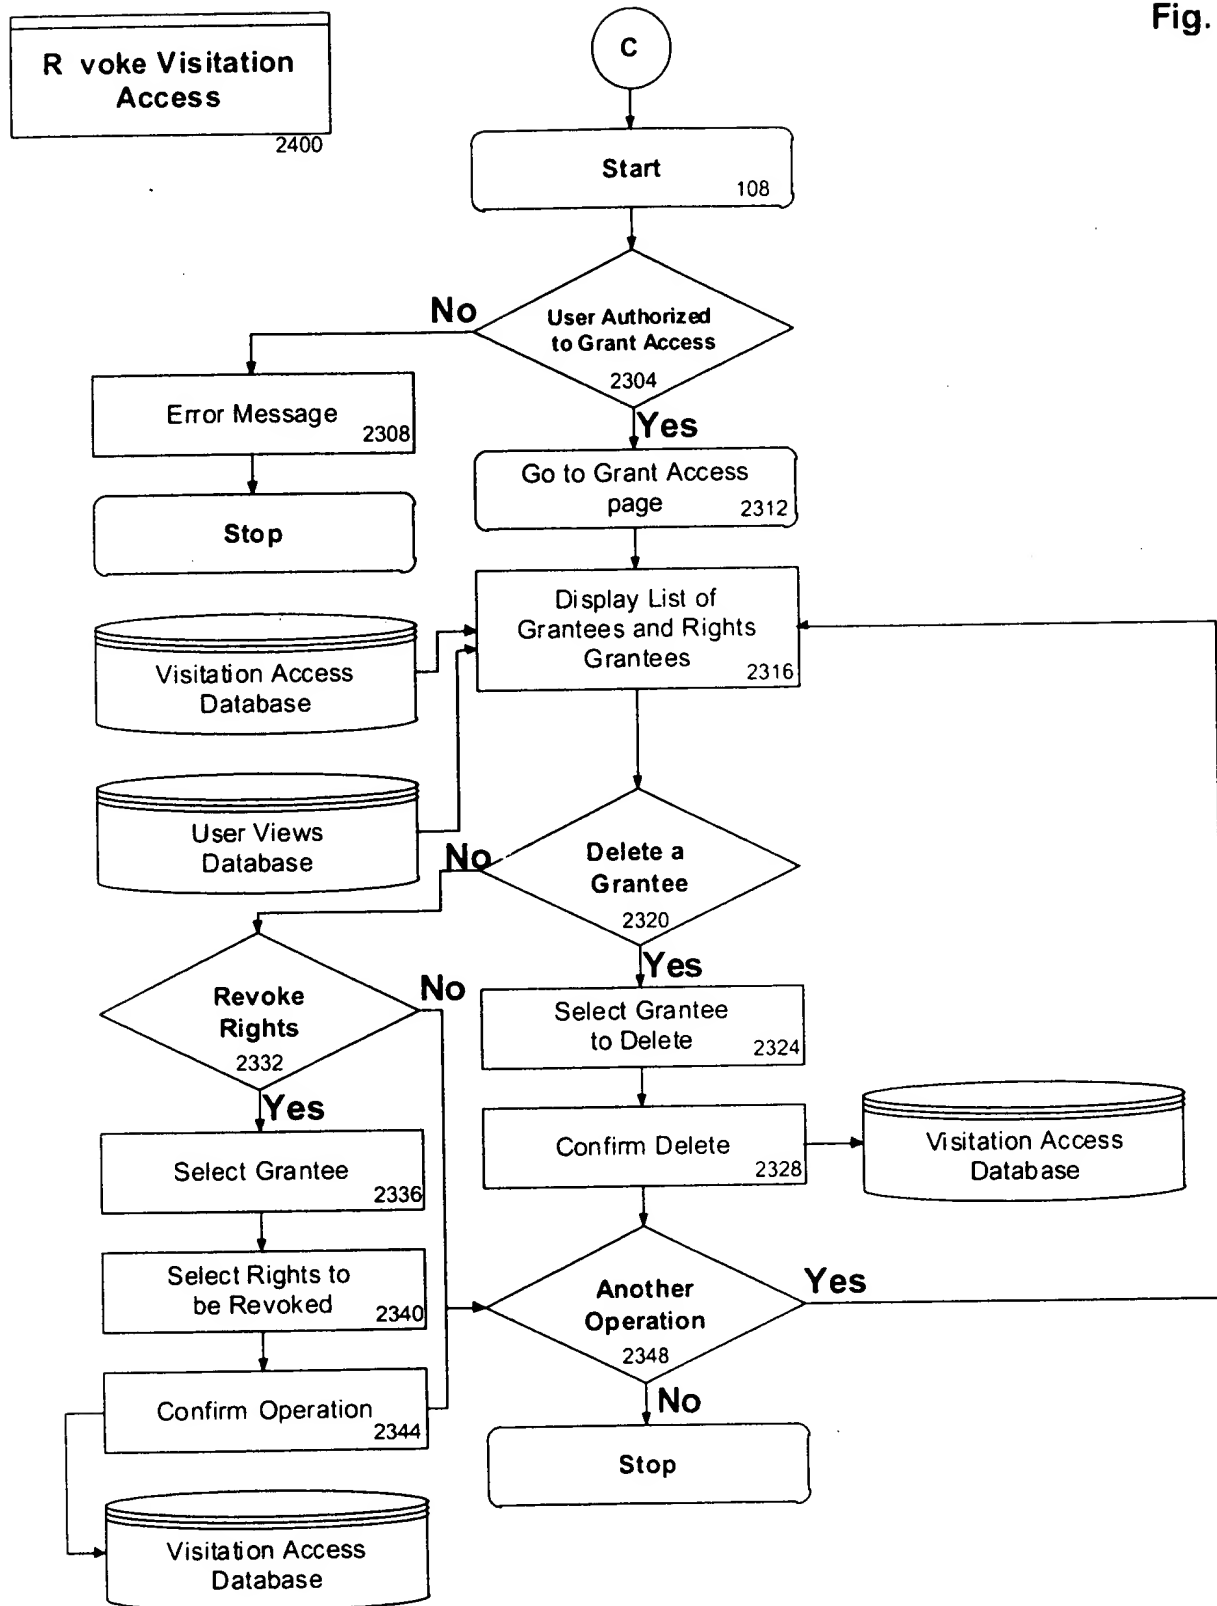 Fig.
R voke Visitation
Access
2400
C
Start
108
No
User Authorized
to Grant Access
2304
Yes
Error Message
2308
Stop
Go to Grant Access
page
2312
Display List of
Grantees and Rights
Grantees
2316
Visitation Access
Database
User Views
Database
No
Delete a
Grantee
2320
Yes
Revoke
Rights
2332
No
Yes
Select Grantee
to Delete
2324
Confirm Delete
2328
Visitation Access
Database
Select Grantee
2336
Select Rights to
be Revoked
2340
Another
Operation
2348
Yes
No
Confirm Operation
2344
Stop
Visitation Access
Database